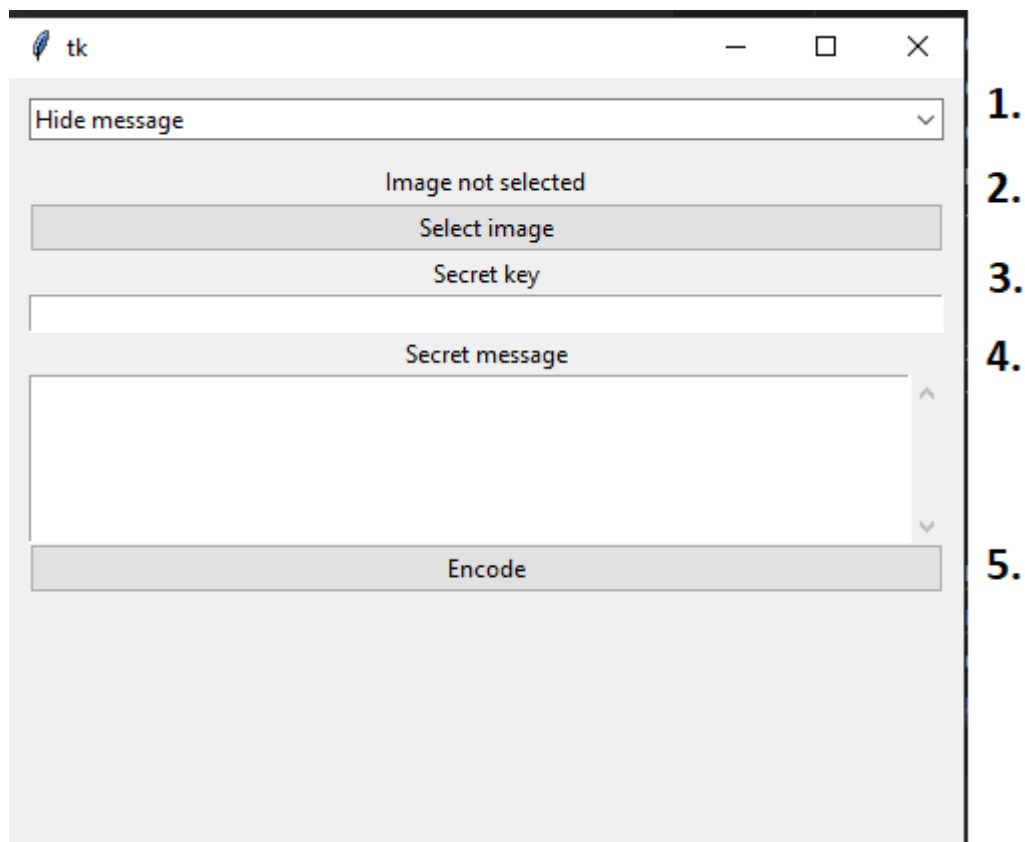 tk
Hide message
1.
Image not selected
2.
Select image
Secret key
3.
Secret message
4.
Encode
5.